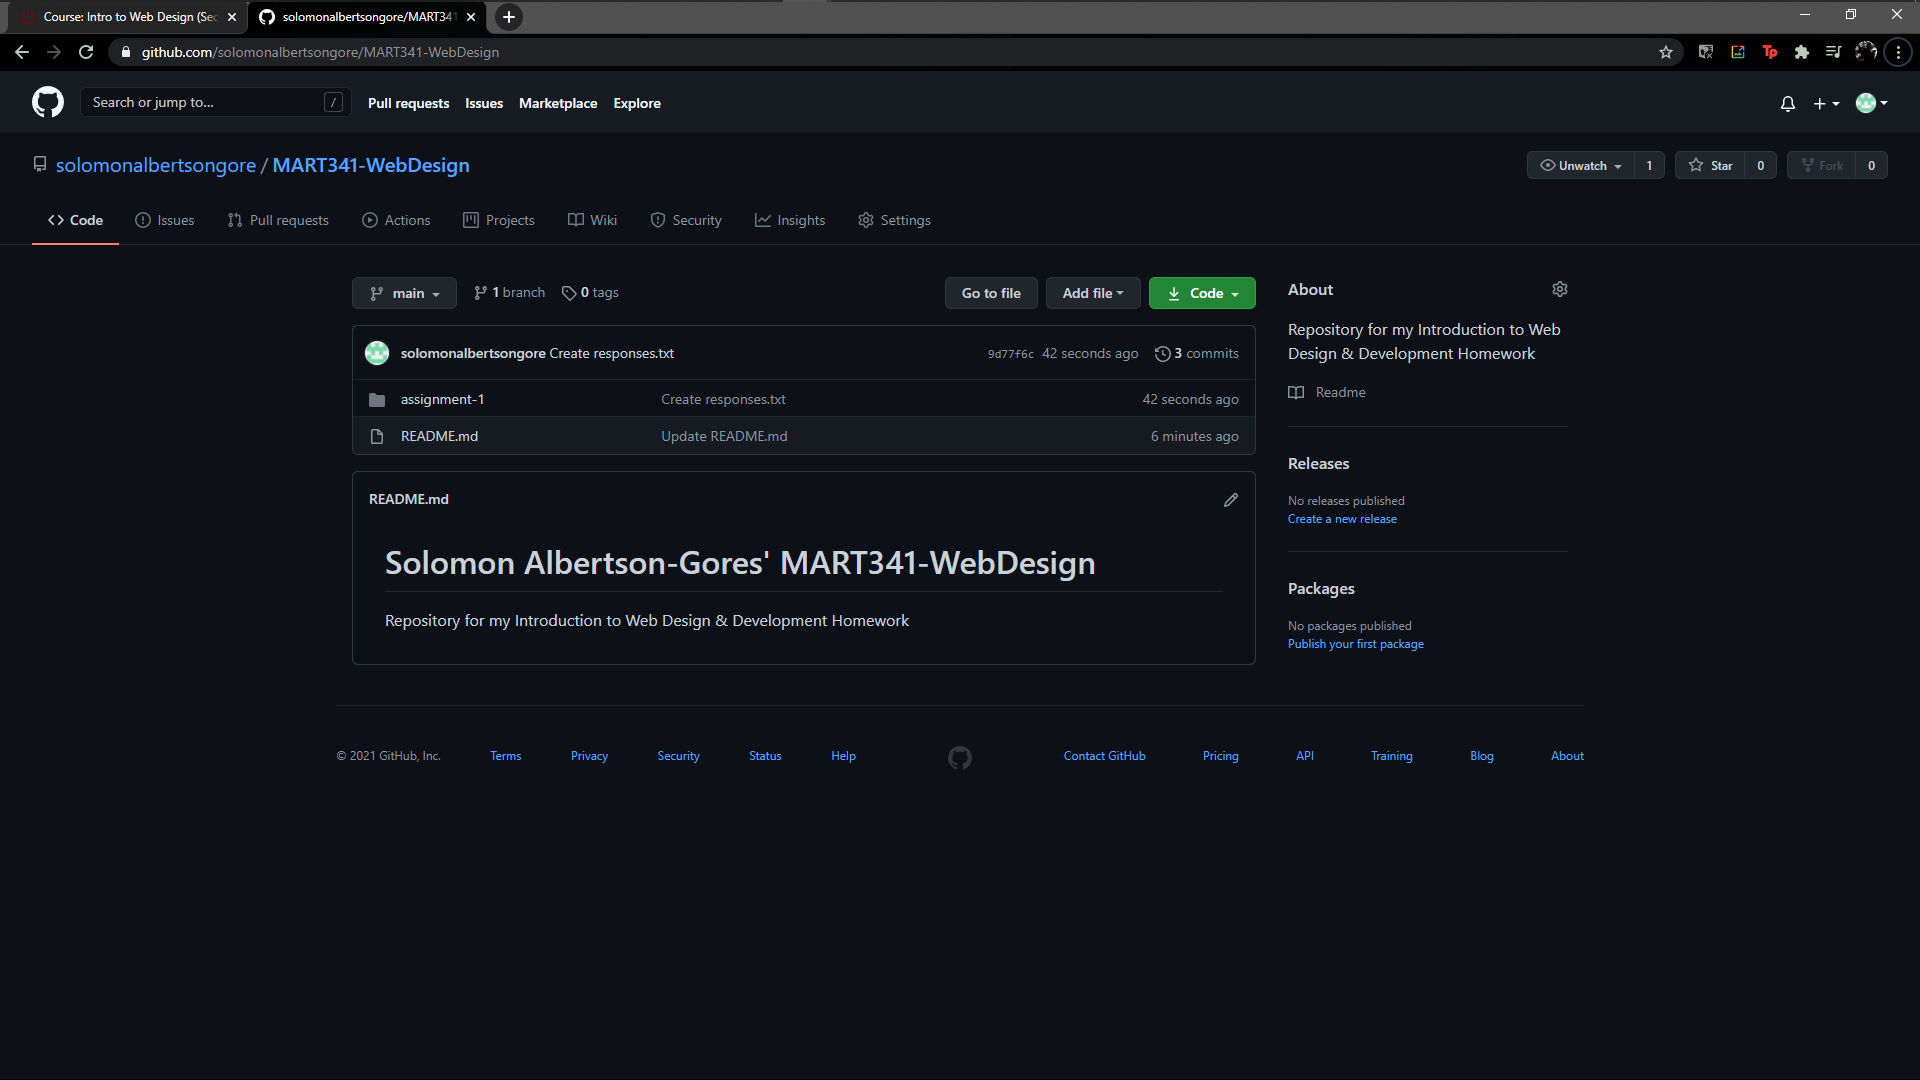 Course: Intro to Web Design (Sec
solomonalbertsongore/MART341
github.com/solomonalbertsongore/MART341-WebDesign
Tp
Search or jump to... /
Pull requests Issues Marketplace Explore
solomonalbertsongore / MART341-WebDesign
Unwatch 1 Star 0 Fork 0
Code Issues Pull requests Actions Projects Wiki Security Insights Settings
main 1 branch 0 tags
Go to file Add file Code
solomonalbertsongore Create responses.txt 9d77f6c 42 seconds ago 3 commits
assignment-1 Create responses.txt 42 seconds ago
README.md Update README.md 6 minutes ago
README.md
Solomon Albertson-Gores' MART341-WebDesign
Repository for my Introduction to Web Design & Development Homework
About
Repository for my Introduction to Web
Design & Development Homework
Readme
Releases
No releases published
Create a new release
Packages
No packages published
Publish your first package
© 2021 GitHub, Inc. Terms Privacy Security Status Help Contact GitHub Pricing API Training Blog About